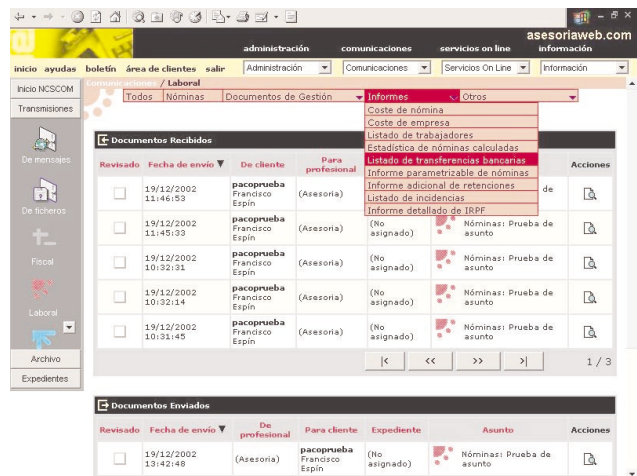 asesoriaweb.com
administración comunicaciones servicios on line información
inicio ayudas boletín área de clientes salir Administración Comunicaciones Servicios On Line Información
Inicio NCSCOM
Transmisiones
De mensajes
De ficheros
Fiscal
Laboral
Archivo
Expedientes
Comunicaciones / Laboral
Todos Nóminas Documentos de Gestión Informes Otros
Coste de nómina
Coste de empresa
Listado de trabajadores
Estadística de nóminas calculadas
Listado de transferencias bancarias
Informe parametrizable de nóminas
Informe adicional de retenciones
Listado de incidencias
Informe detallado de IRPF
Documentos Recibidos
Revisado Fecha de envío ▼ De cliente Para profesional Acciones
19/12/2002 11:46:53 pacoprueba Francisco Espín (Asesoria) de
19/12/2002 11:45:33 pacoprueba Francisco Espín (Asesoria) (No asignado) Nóminas: Prueba de asunto
19/12/2002 10:32:31 pacoprueba Francisco Espín (Asesoria) (No asignado) Nóminas: Prueba de asunto
19/12/2002 10:32:14 pacoprueba Francisco Espín (Asesoria) (No asignado) Nóminas: Prueba de asunto
19/12/2002 10:31:45 pacoprueba Francisco Espín (Asesoria) (No asignado) Nóminas: Prueba de asunto
|< << >> >| 1 / 3
Documentos Enviados
Revisado Fecha de envío ▼ De profesional Para cliente Expediente Asunto Acciones
19/12/2002 13:42:48 (Asesoria) pacoprueba Francisco Espín (No asignado) Nóminas: Prueba de asunto